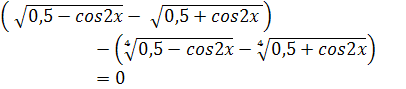 (√0,5 − cos2x − √0,5 + cos2x)
− (∜0,5 − cos2x − ∜0,5 + cos2x)
= 0